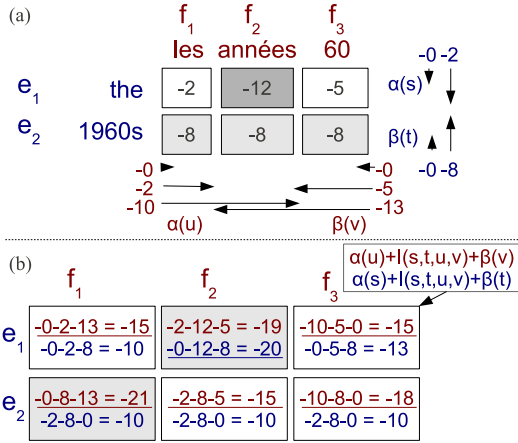 (a)
f1 f2 f3
les années 60
e1 the -2 -12 -5
e2 1960s -8 -8 -8
-0 -2
α(s)
β(t)
-0 -8
-0 -0
-2 -5
-10 -13
α(u) β(v)
(b)
α(u)+I(s,t,u,v)+β(v)
α(s)+I(s,t,u,v)+β(t)
f1 f2 f3
e1
-0-2-13 = -15 -2-12-5 = -19 -10-5-0 = -15
-0-2-8 = -10 -0-12-8 = -20 -0-5-8 = -13
e2
-0-8-13 = -21 -2-8-5 = -15 -10-8-0 = -18
-2-8-0 = -10 -2-8-0 = -10 -2-8-0 = -10